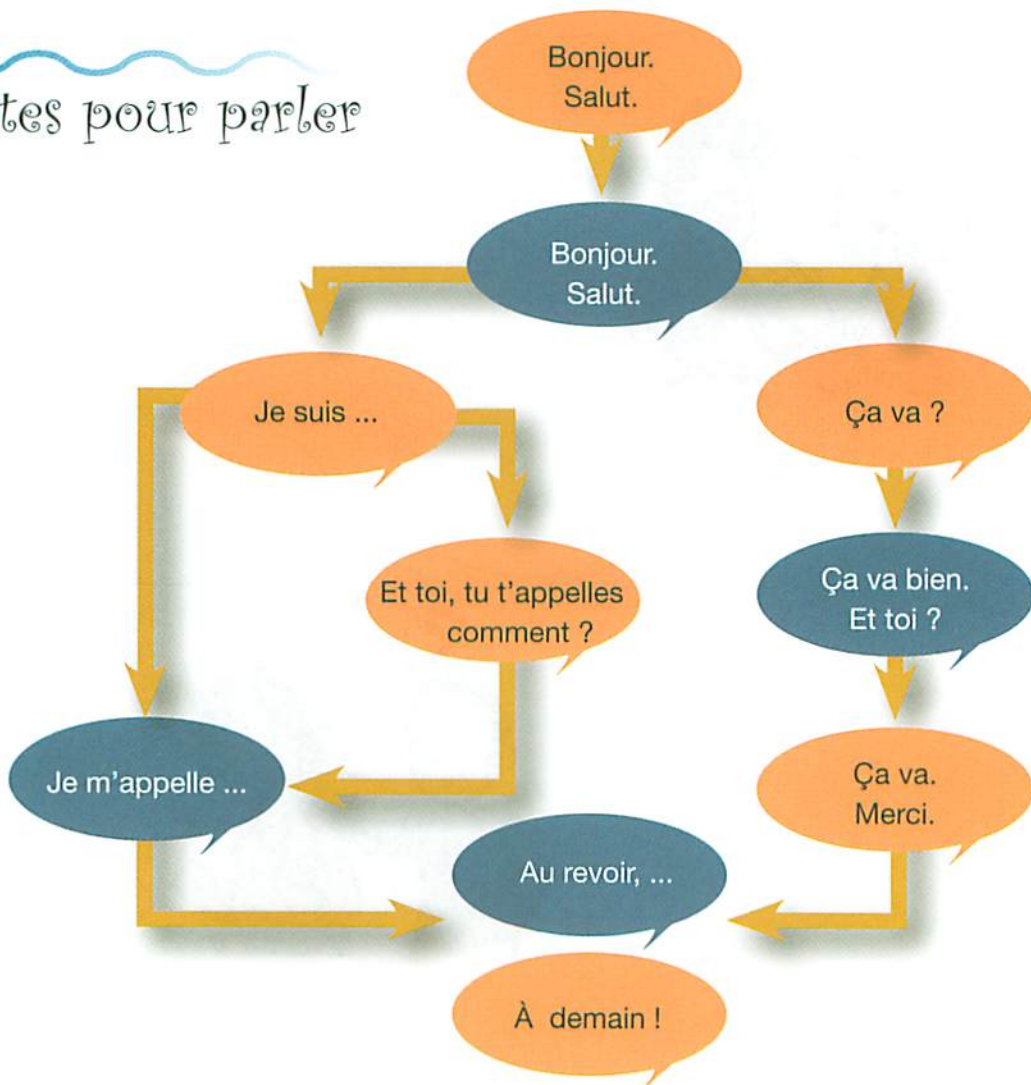 pour parler
Bonjour.
Salut.
Bonjour.
Salut.
Je suis ...
Ça va ?
Et toi, tu t'appelles
comment ?
Ça va bien.
Et toi ?
Je m'appelle ...
Ça va.
Merci.
Au revoir, ...
À demain !